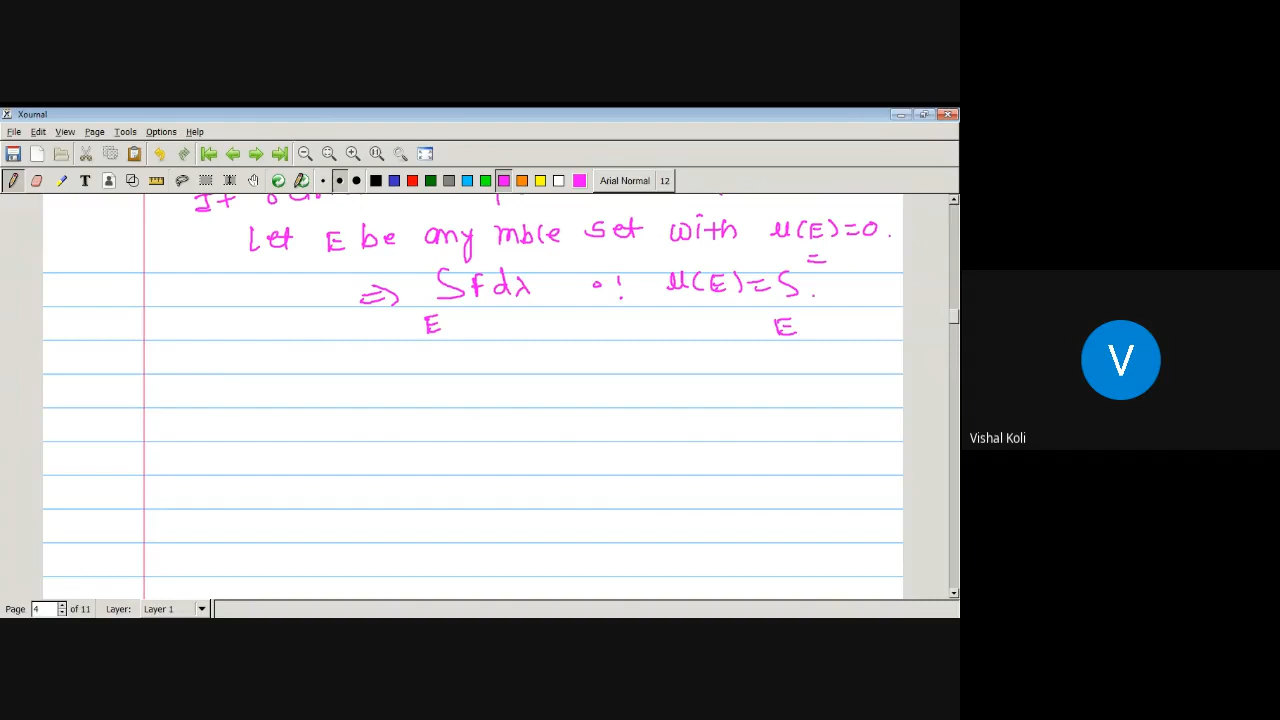 Xournal
File Edit View Page Tools Options Help
Arial Normal 12
Let E be any mble set with μ(E)=0.
=> ∫f dλ ∵ μ(E)=∫
E E
Vishal Koli
V
Page 4 of 11 Layer: Layer 1